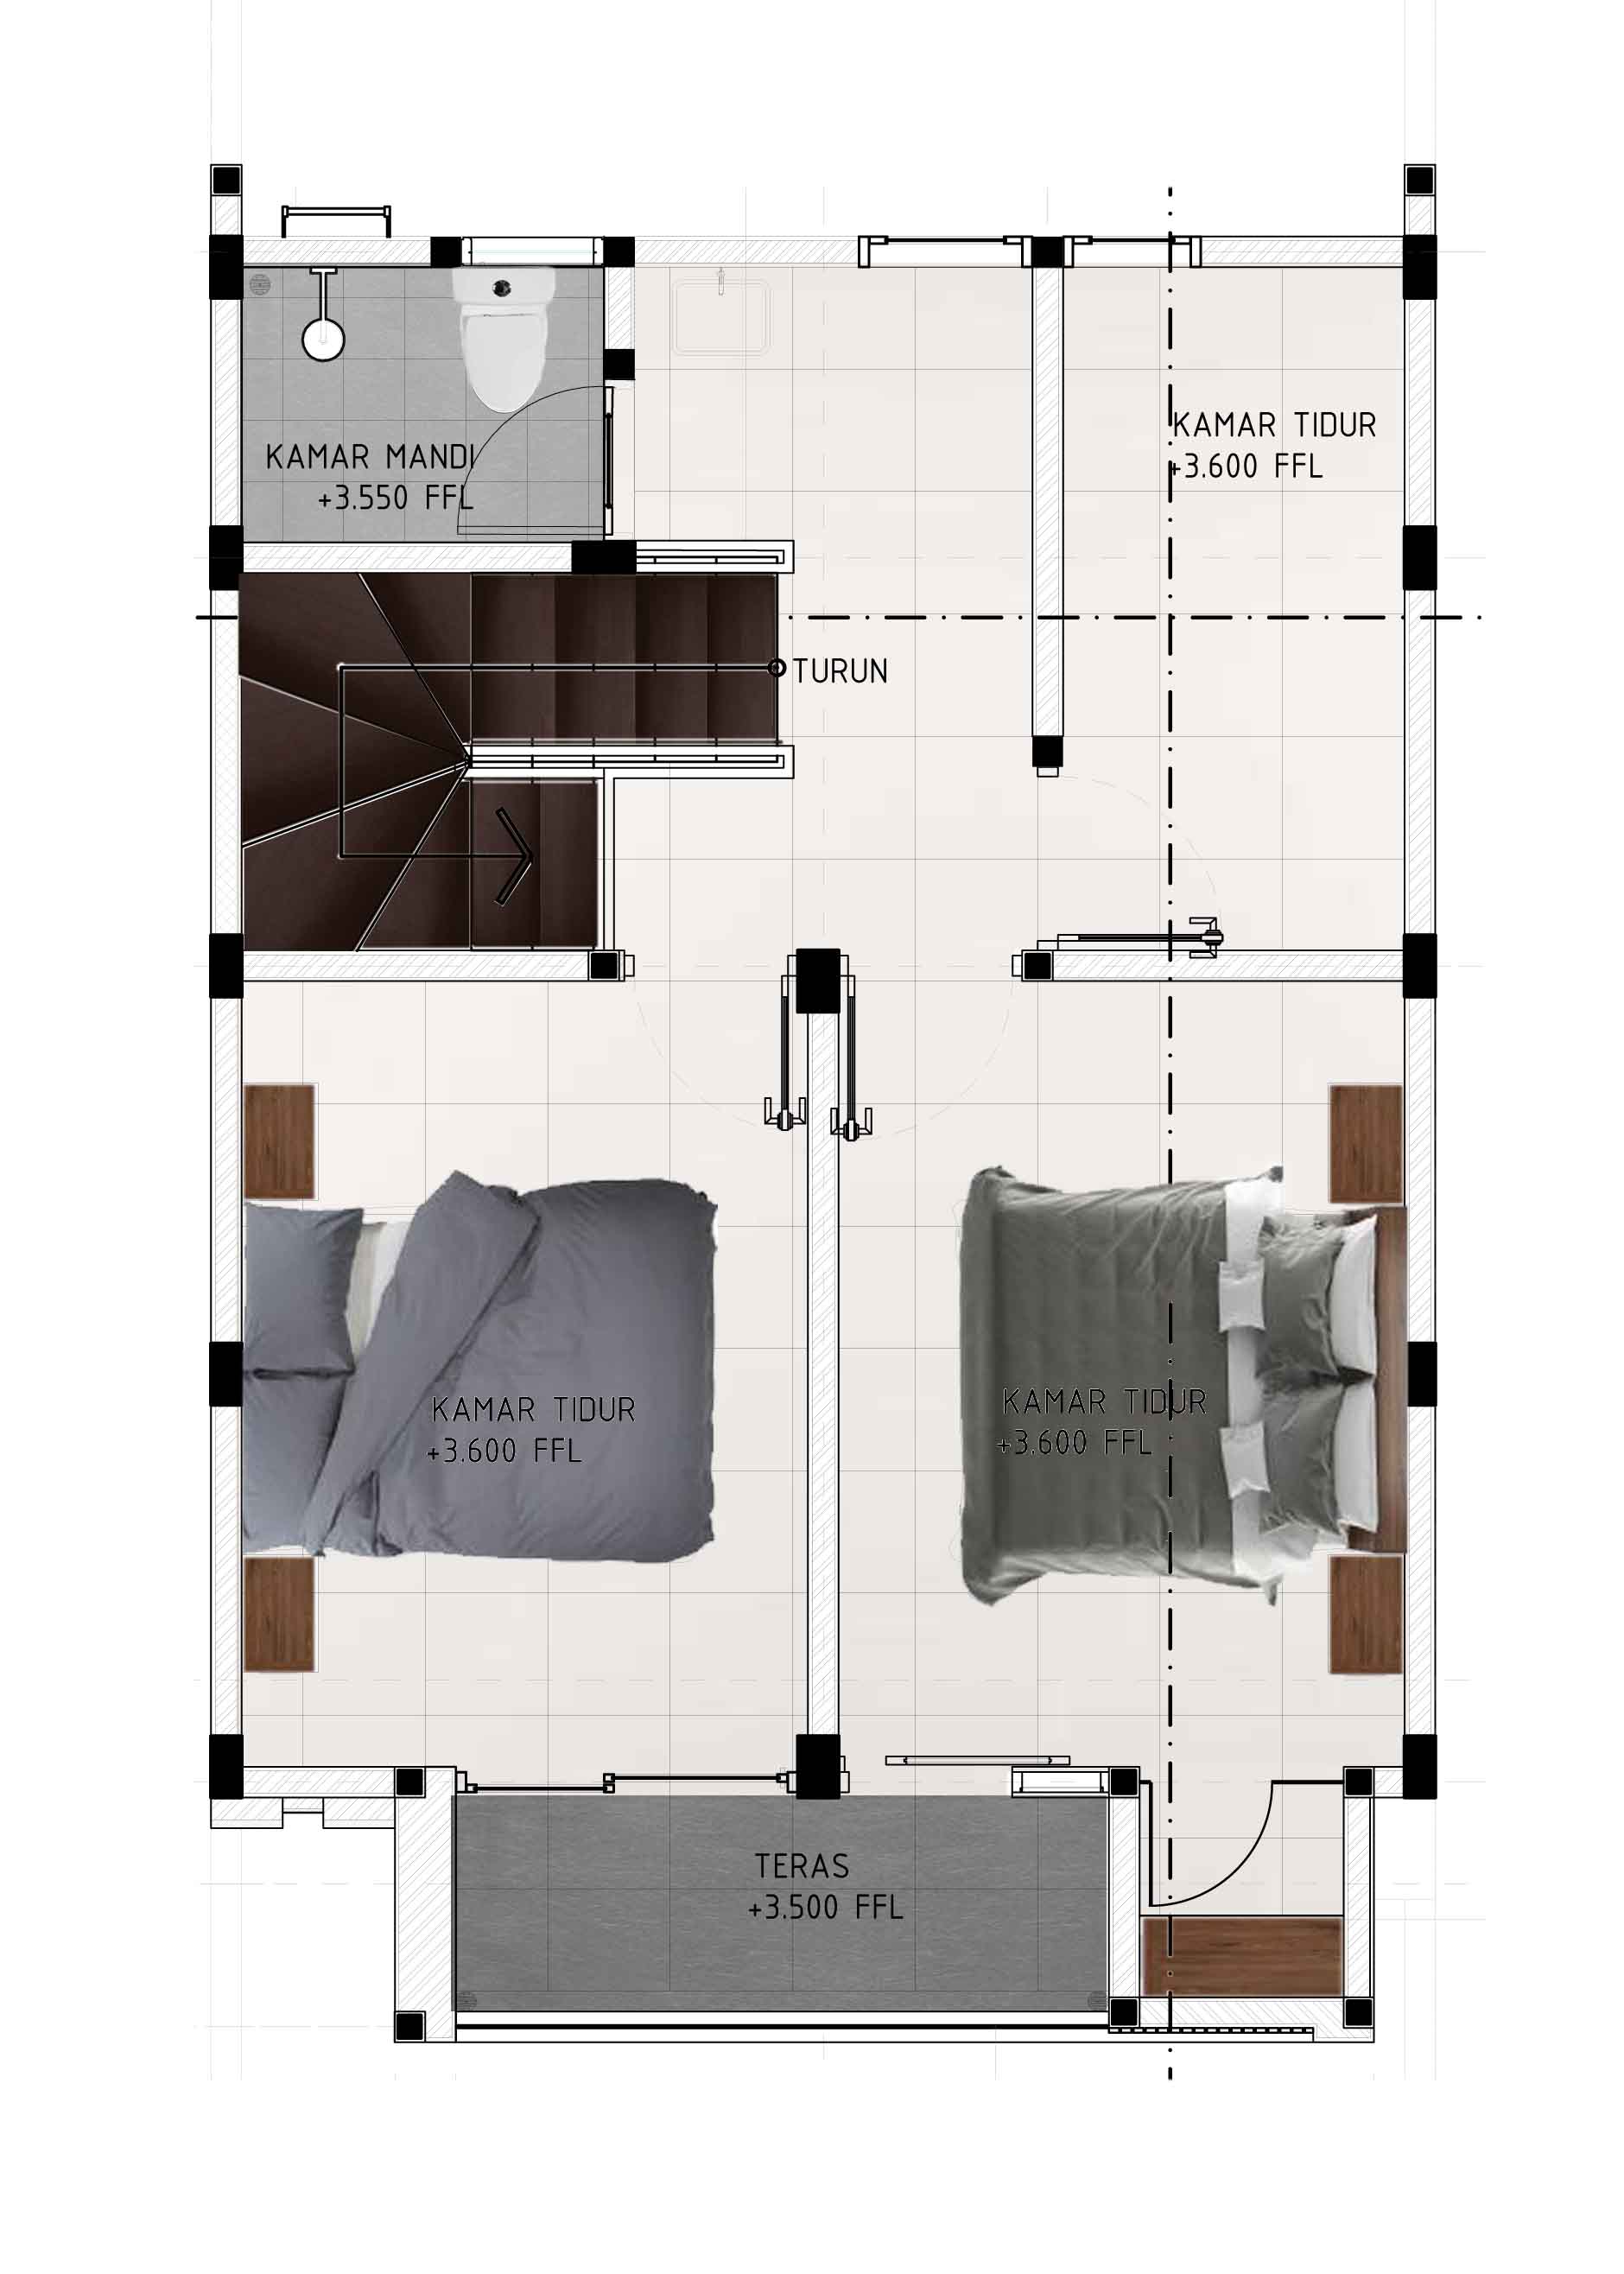 KAMAR TIDUR
+3.600 FFL
KAMAR MANDI
+3.550 FFL
TURUN
KAMAR TIDUR
+3.600 FFL
KAMAR TIDUR
+3.600 FFL
TERAS
+3.500 FFL